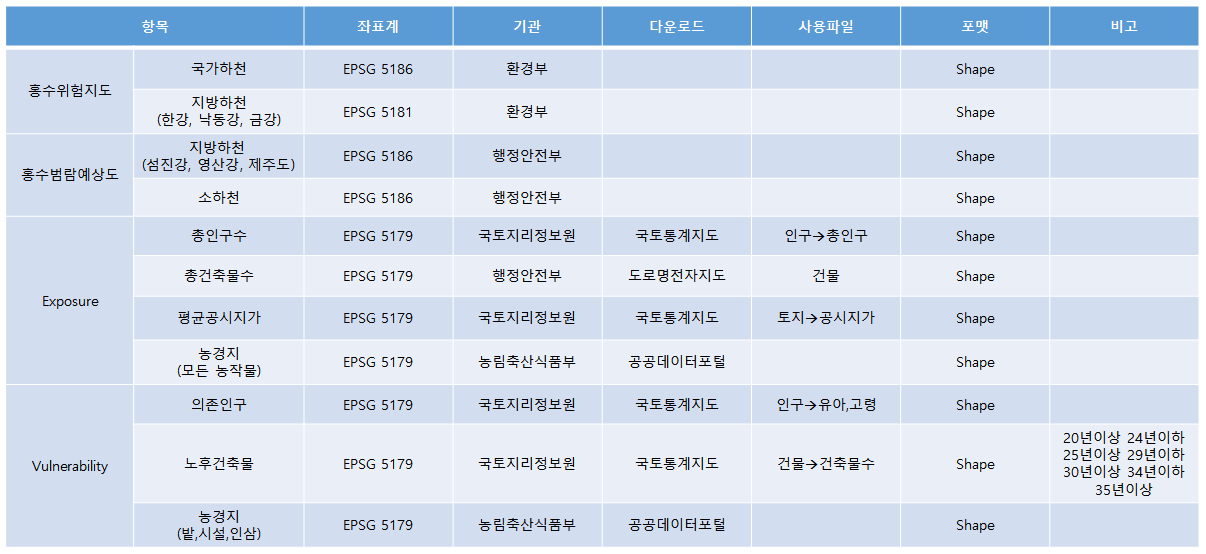 항목 좌표계 기관 다운로드 사용파일 포맷 비고
홍수위험지도
국가하천 EPSG 5186 환경부 Shape
지방하천
(한강, 낙동강, 금강) EPSG 5181 환경부 Shape
홍수범람예상도
지방하천
(섬진강, 영산강, 제주도) EPSG 5186 행정안전부 Shape
소하천 EPSG 5186 행정안전부 Shape
Exposure
총인구수 EPSG 5179 국토지리정보원 국토통계지도 인구→총인구 Shape
총건축물수 EPSG 5179 행정안전부 도로명전자지도 건물 Shape
평균공시지가 EPSG 5179 국토지리정보원 국토통계지도 토지→공시지가 Shape
농경지
(모든 농작물) EPSG 5179 농림축산식품부 공공데이터포털 Shape
Vulnerability
의존인구 EPSG 5179 국토지리정보원 국토통계지도 인구→유아,고령 Shape
노후건축물 EPSG 5179 국토지리정보원 국토통계지도 건물→건축물수 Shape
20년이상 24년이하
25년이상 29년이하
30년이상 34년이하
35년이상
농경지
(밭,시설,인삼) EPSG 5179 농림축산식품부 공공데이터포털 Shape